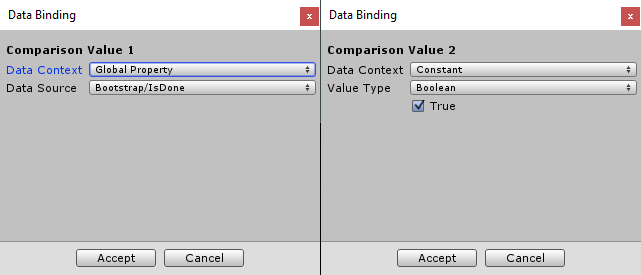 Data Binding
x
Comparison Value 1
Data Context Global Property
Data Source Bootstrap/IsDone
Accept Cancel
Data Binding
x
Comparison Value 2
Data Context Constant
Value Type Boolean
True
Accept Cancel